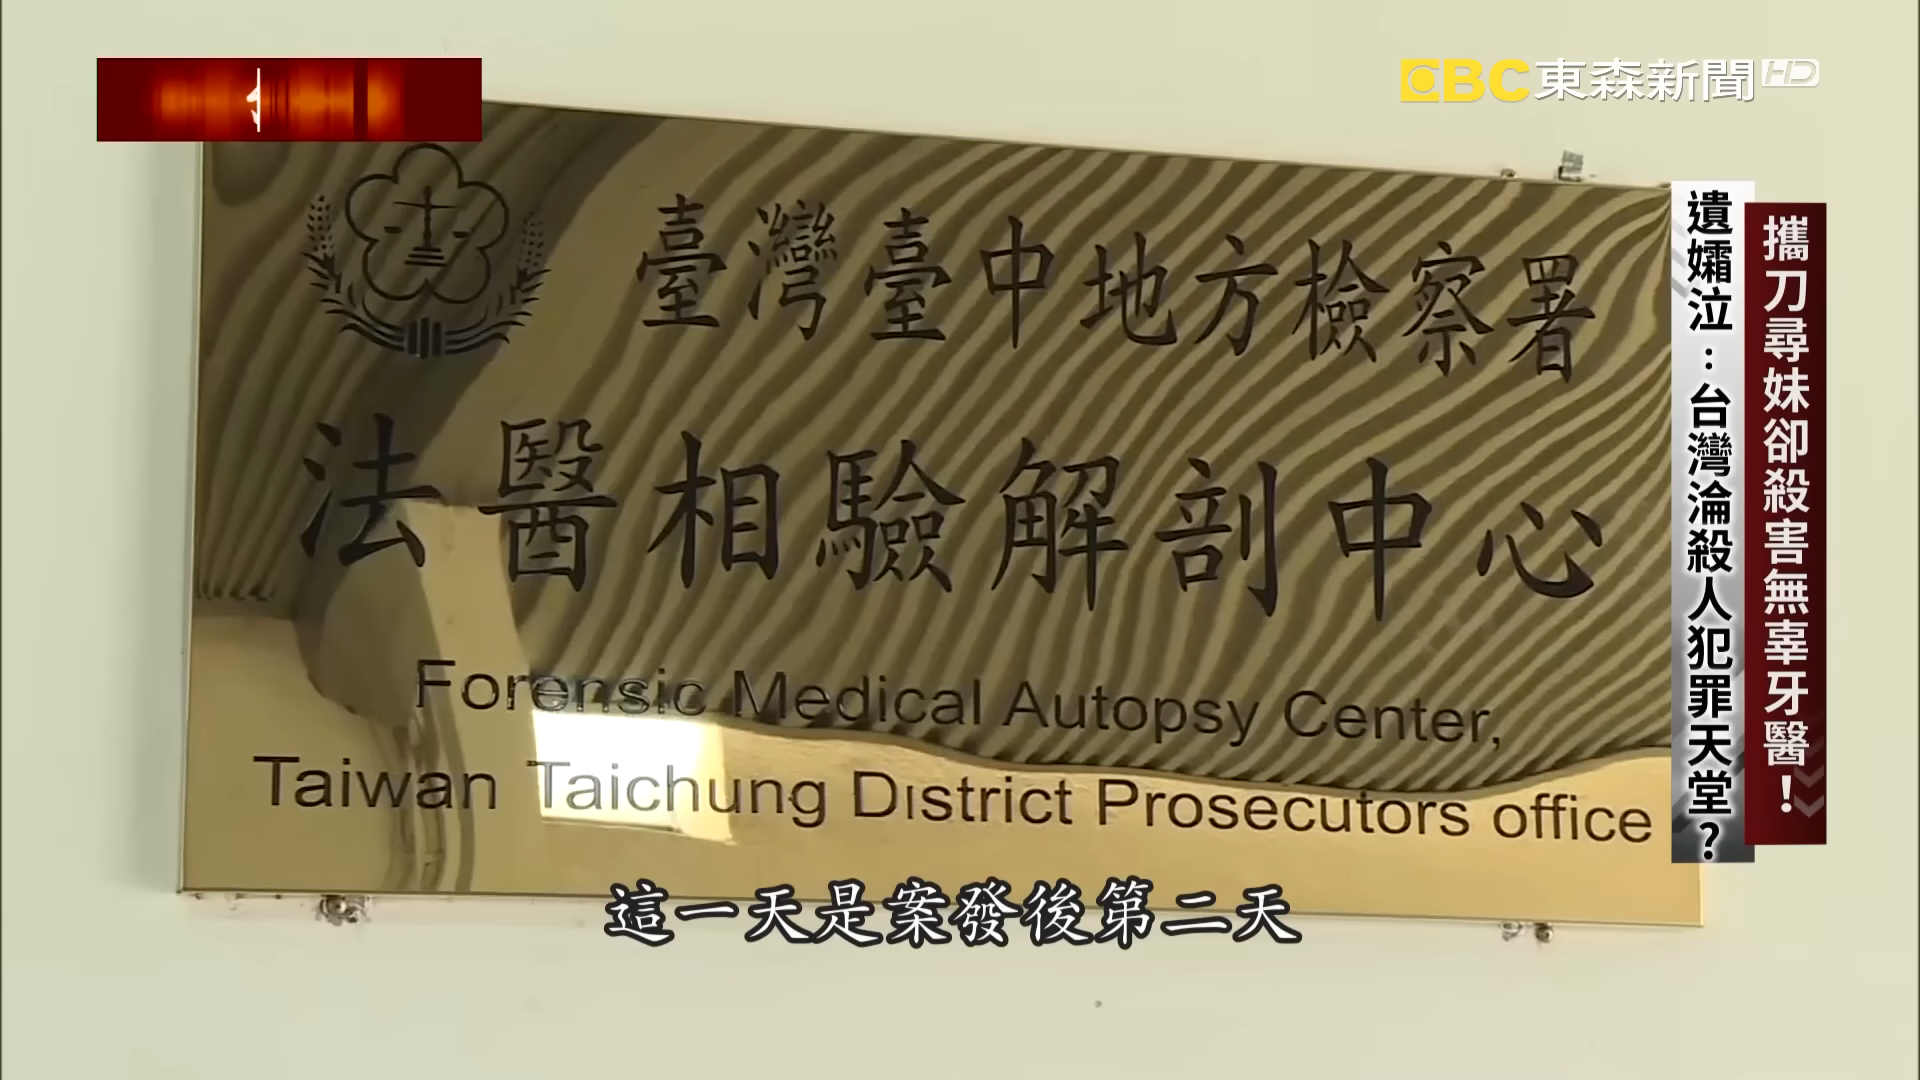 EBC東森新聞HD
臺灣臺中地方檢察署
法醫相驗解剖中心
Forensic Medical Autopsy Center,
Taiwan Taichung District Prosecutors office
攜刀尋妹卻殺害無辜牙醫！
遺孀泣：台灣淪殺人犯罪天堂？
這一天是案發後第二天